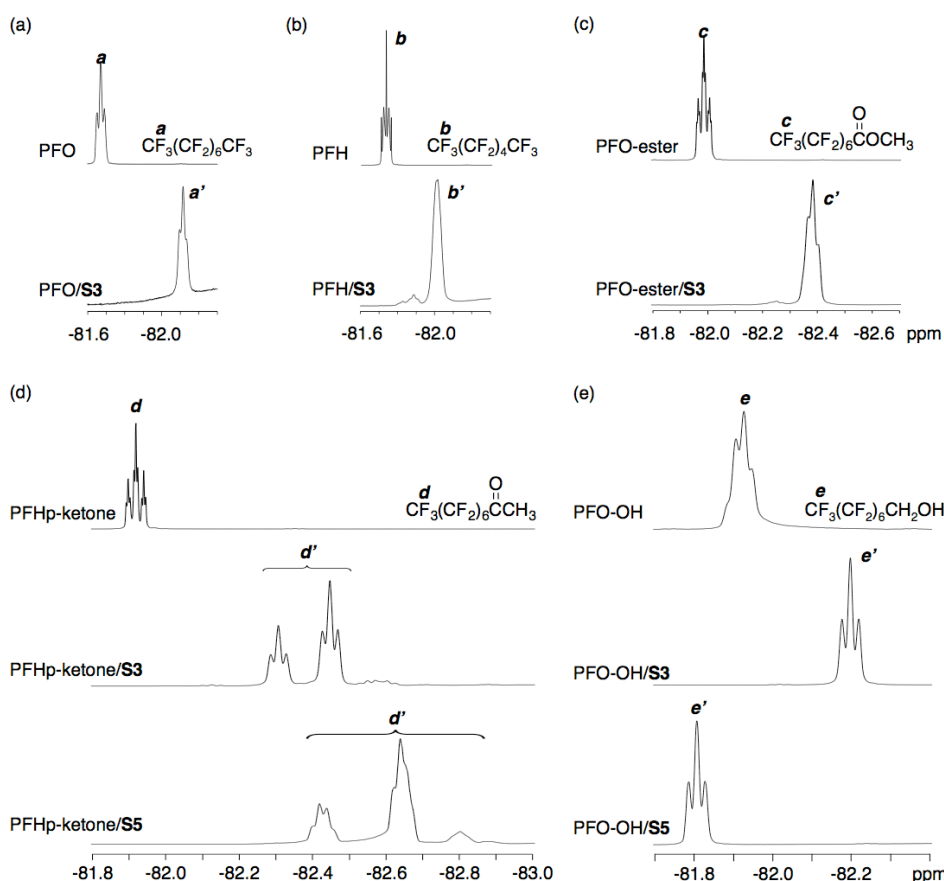 (a)
a
PFO
a
CF3(CF2)6CF3
a'
PFO/S3
-81.6 -82.0
(b)
b
PFH
b
CF3(CF2)4CF3
b'
PFH/S3
-81.6 -82.0
(c)
c
PFO-ester
c
O
CF3(CF2)6COCH3
c'
PFO-ester/S3
-81.8 -82.0 -82.2 -82.4 -82.6 ppm
(d)
d
PFHp-ketone
d
O
CF3(CF2)6CCH3
d'
PFHp-ketone/S3
d'
PFHp-ketone/S5
-81.8 -82.0 -82.2 -82.4 -82.6 -82.8 -83.0
(e)
e
PFO-OH
e
CF3(CF2)6CH2OH
e'
PFO-OH/S3
e'
PFO-OH/S5
-81.8 -82.0 -82.2 ppm